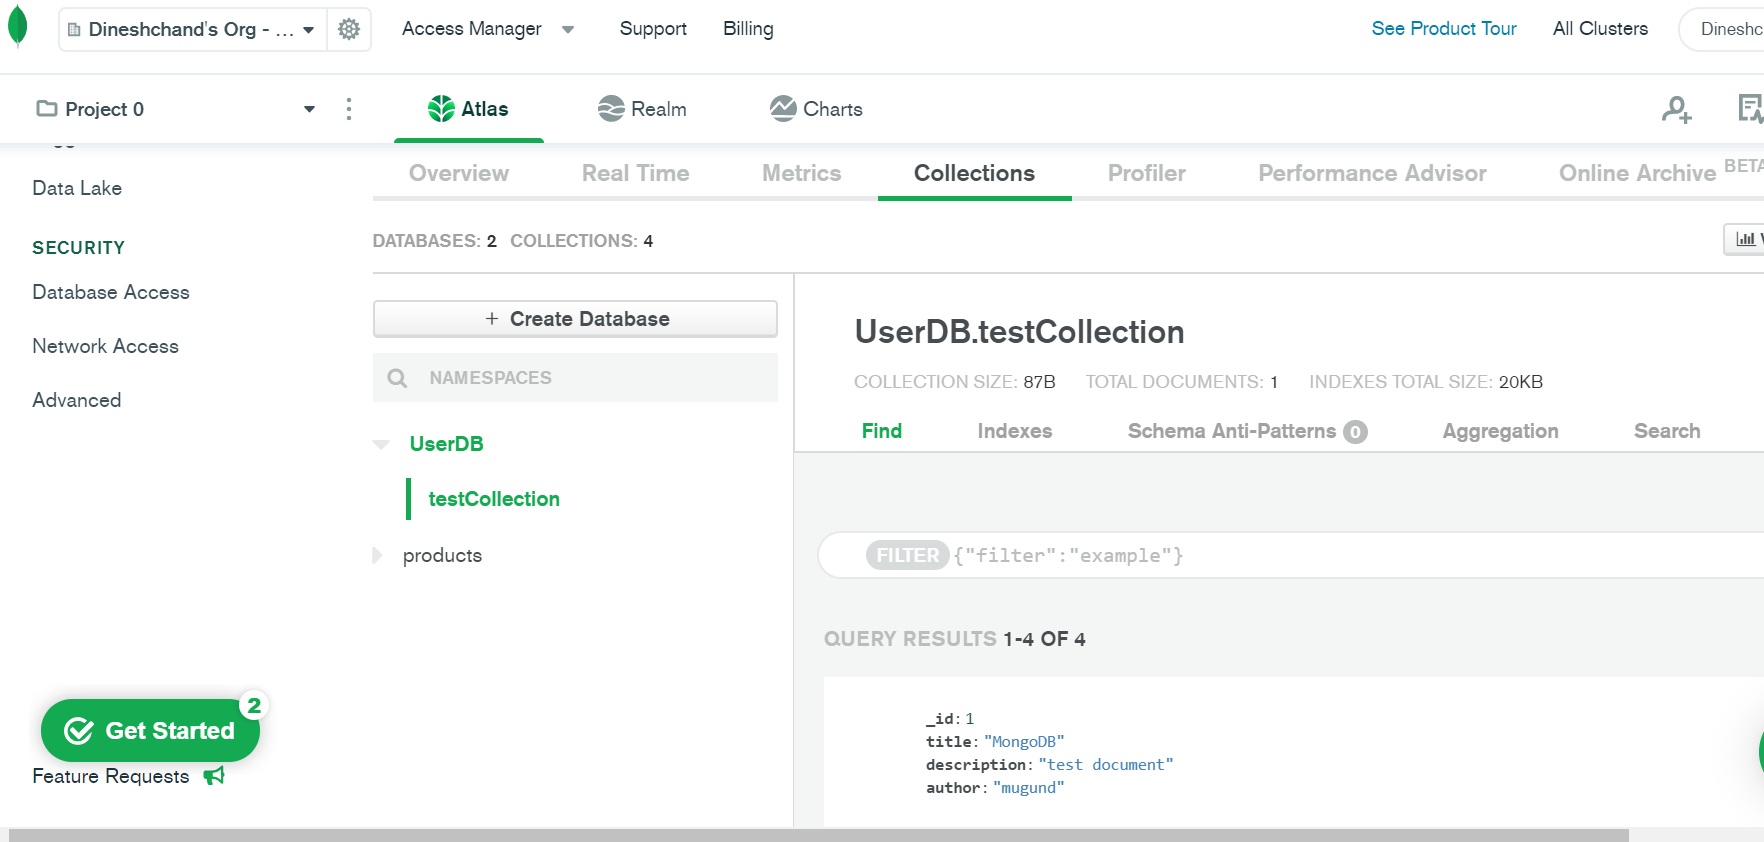 Dineshchand's Org - ...
Access Manager
Support
Billing
See Product Tour
All Clusters
Project 0
Atlas
Realm
Charts
Data Lake
SECURITY
Database Access
Network Access
Advanced
Get Started
2
Feature Requests
Overview
Real Time
Metrics
Collections
Profiler
Performance Advisor
Online Archive
DATABASES: 2 COLLECTIONS: 4
+ Create Database
NAMESPACES
UserDB
testCollection
products
UserDB.testCollection
COLLECTION SIZE: 87B TOTAL DOCUMENTS: 1 INDEXES TOTAL SIZE: 20KB
Find
Indexes
Schema Anti-Patterns 0
Aggregation
Search
FILTER {"filter":"example"}
QUERY RESULTS 1-4 OF 4
_id: 1
title: "MongoDB"
description: "test document"
author: "mugund"